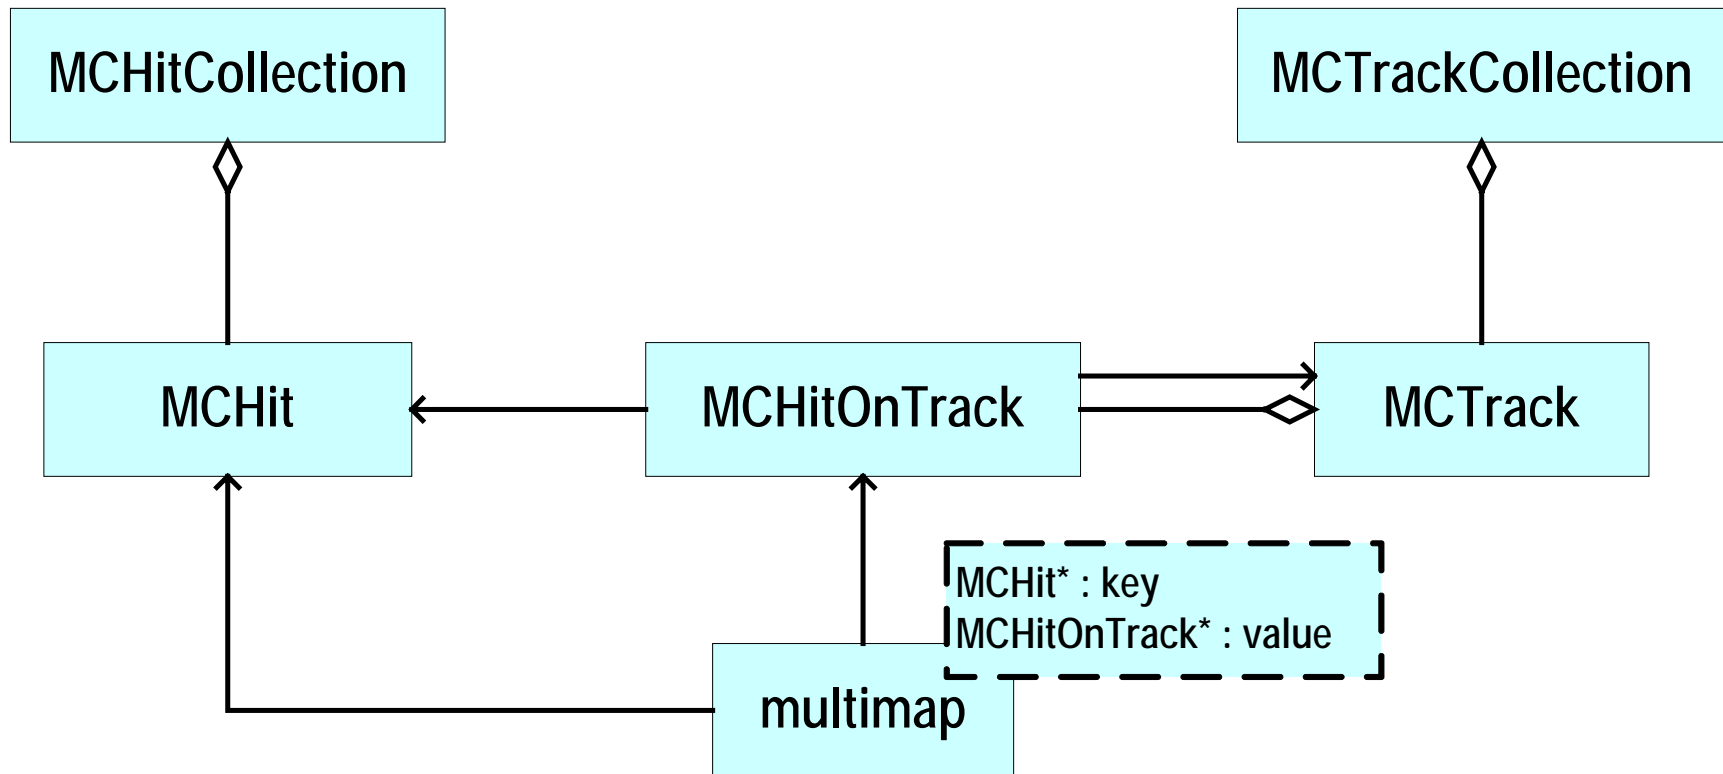 MCHitCollection
MCTrackCollection
MCHit
MCHitOnTrack
MCTrack
MCHit* : key
MCHitOnTrack* : value
multimap